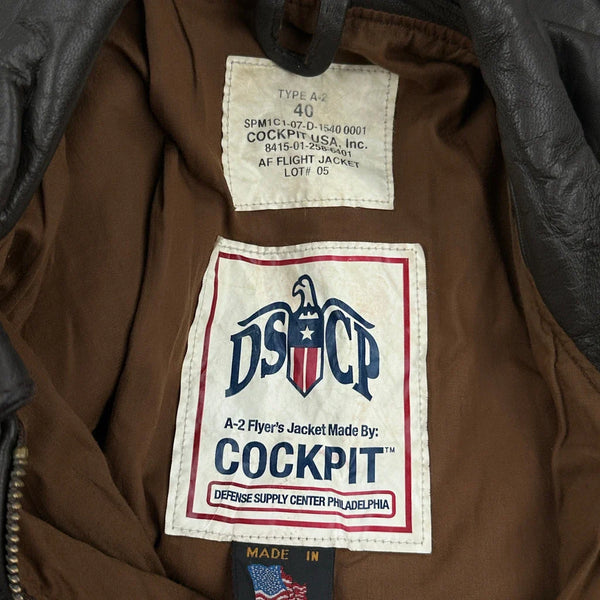 TYPE A-2
40
SPM1C1-07-D-1540 0001
COCKPIT USA, Inc.
8415-01-258-6401
AF FLIGHT JACKET
LOT# 05
DSCP
A-2 Flyer's Jacket Made By:
COCKPIT™
DEFENSE SUPPLY CENTER PHILADELPHIA
MADE IN